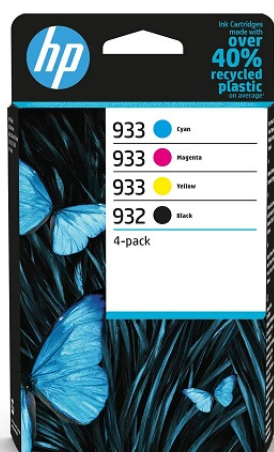 hp
Ink Cartridges
made with
over
40%
recycled
plastic
on average¹
933 Cyan
933 Magenta
933 Yellow
932 Black
4-pack